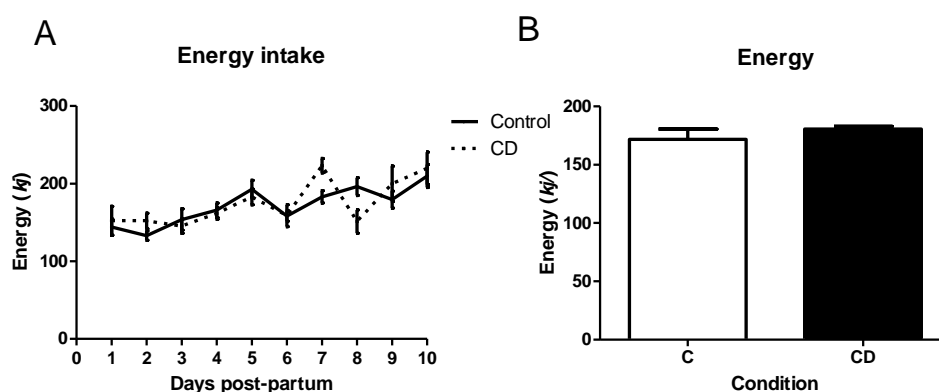 A
Energy intake
Energy (kj)
300
200
100
0
0 1 2 3 4 5 6 7 8 9 10
Days post-partum
Control
CD
B
Energy
Energy (kj/)
200
150
100
50
0
C CD
Condition